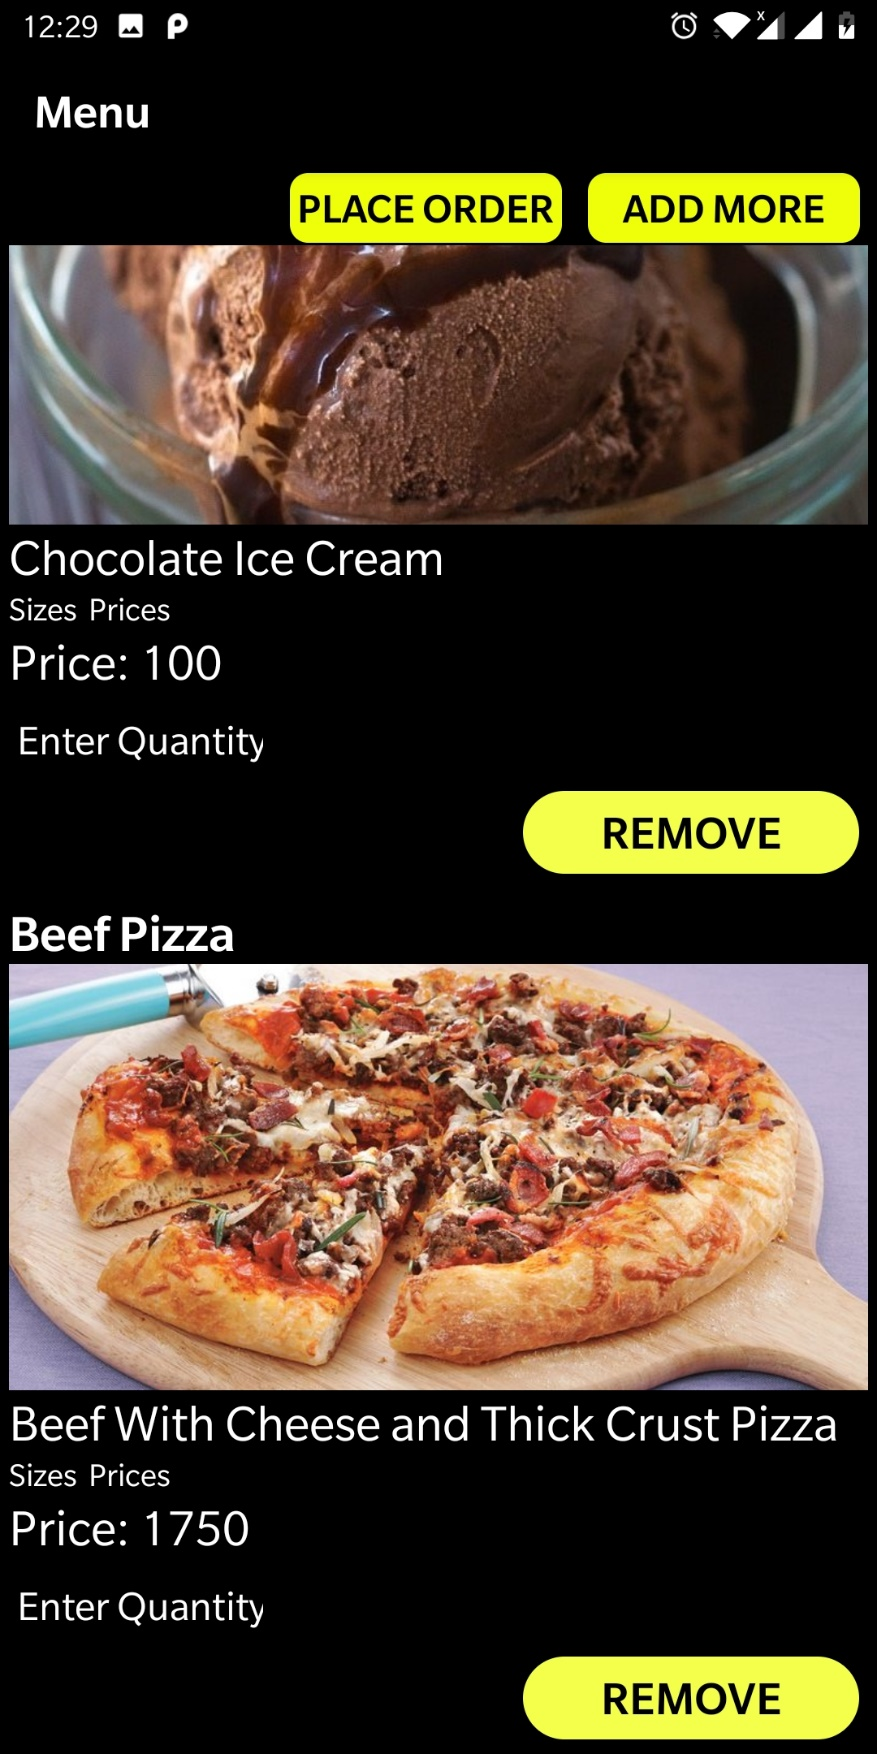 12:29
Menu
PLACE ORDER ADD MORE
Chocolate Ice Cream
Sizes Prices
Price: 100
Enter Quantity
REMOVE
Beef Pizza
Beef With Cheese and Thick Crust Pizza
Sizes Prices
Price: 1750
Enter Quantity
REMOVE